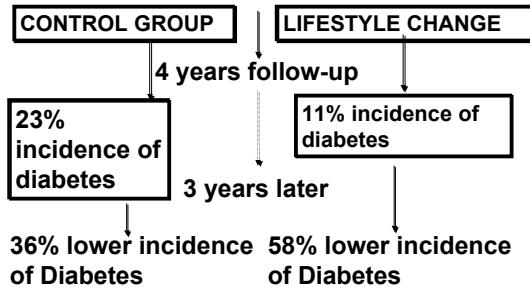 CONTROL GROUP
LIFESTYLE CHANGE
4 years follow-up
23%
incidence of
diabetes
11% incidence of
diabetes
3 years later
36% lower incidence
of Diabetes
58% lower incidence
of Diabetes